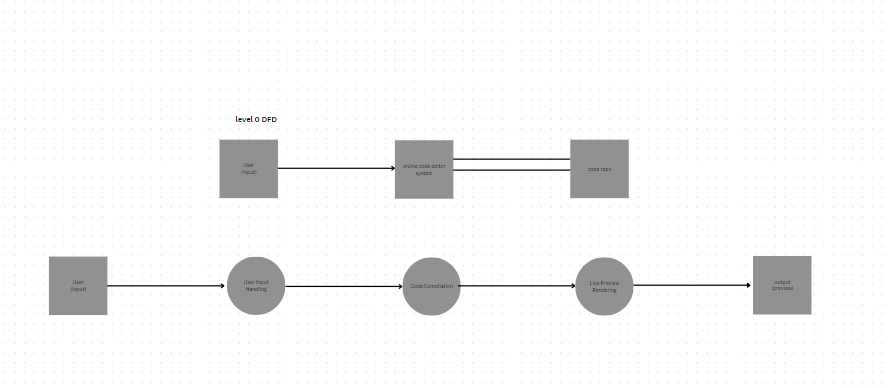 level 0 DFD
User
(input)
online code editor
system
code repo
User
(input)
User Input
Handling
Code Compilation
Live Preview
Rendering
output
(preview)